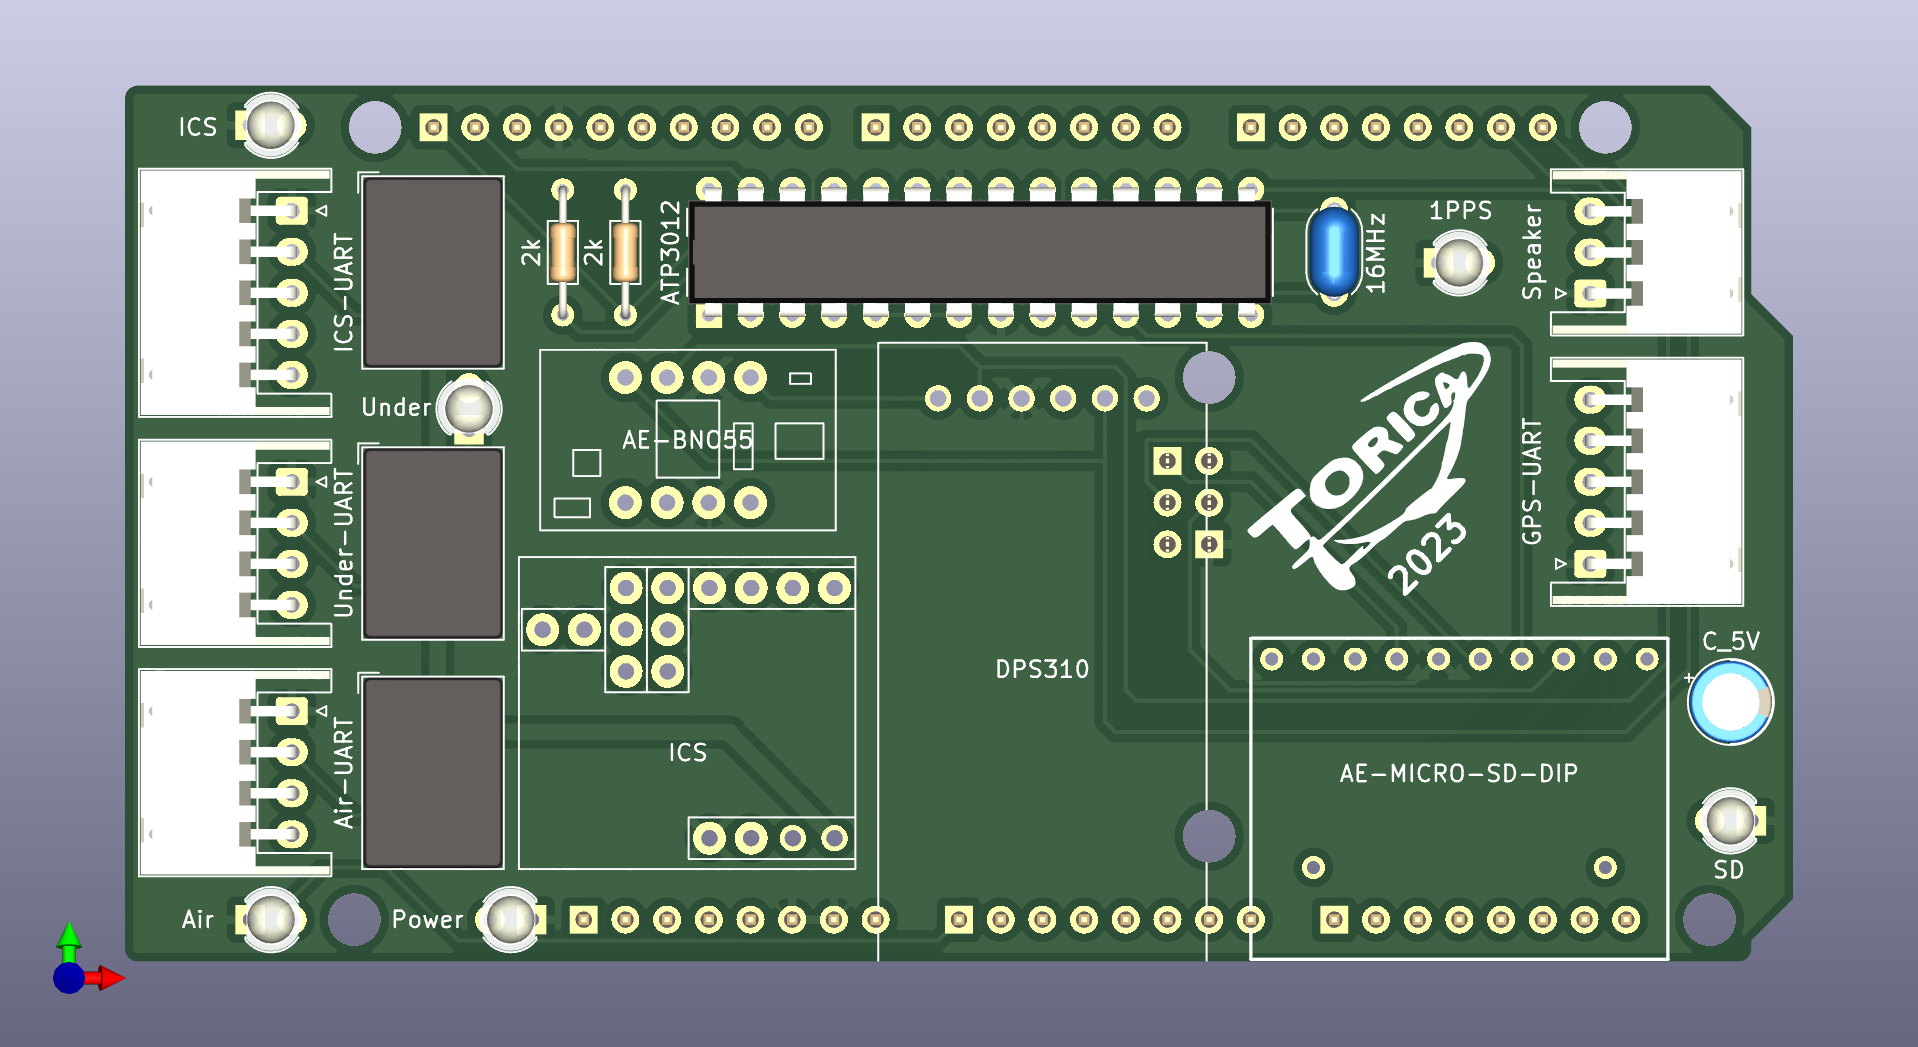 ICS
1PPS
ICS-UART
2k
2k
ATP3012
16MHz
Speaker
Under
AE-BNO55
TORICA
2023
GPS-UART
Under-UART
C_5V
+
DPS310
Air-UART
ICS
AE-MICRO-SD-DIP
SD
Air
Power